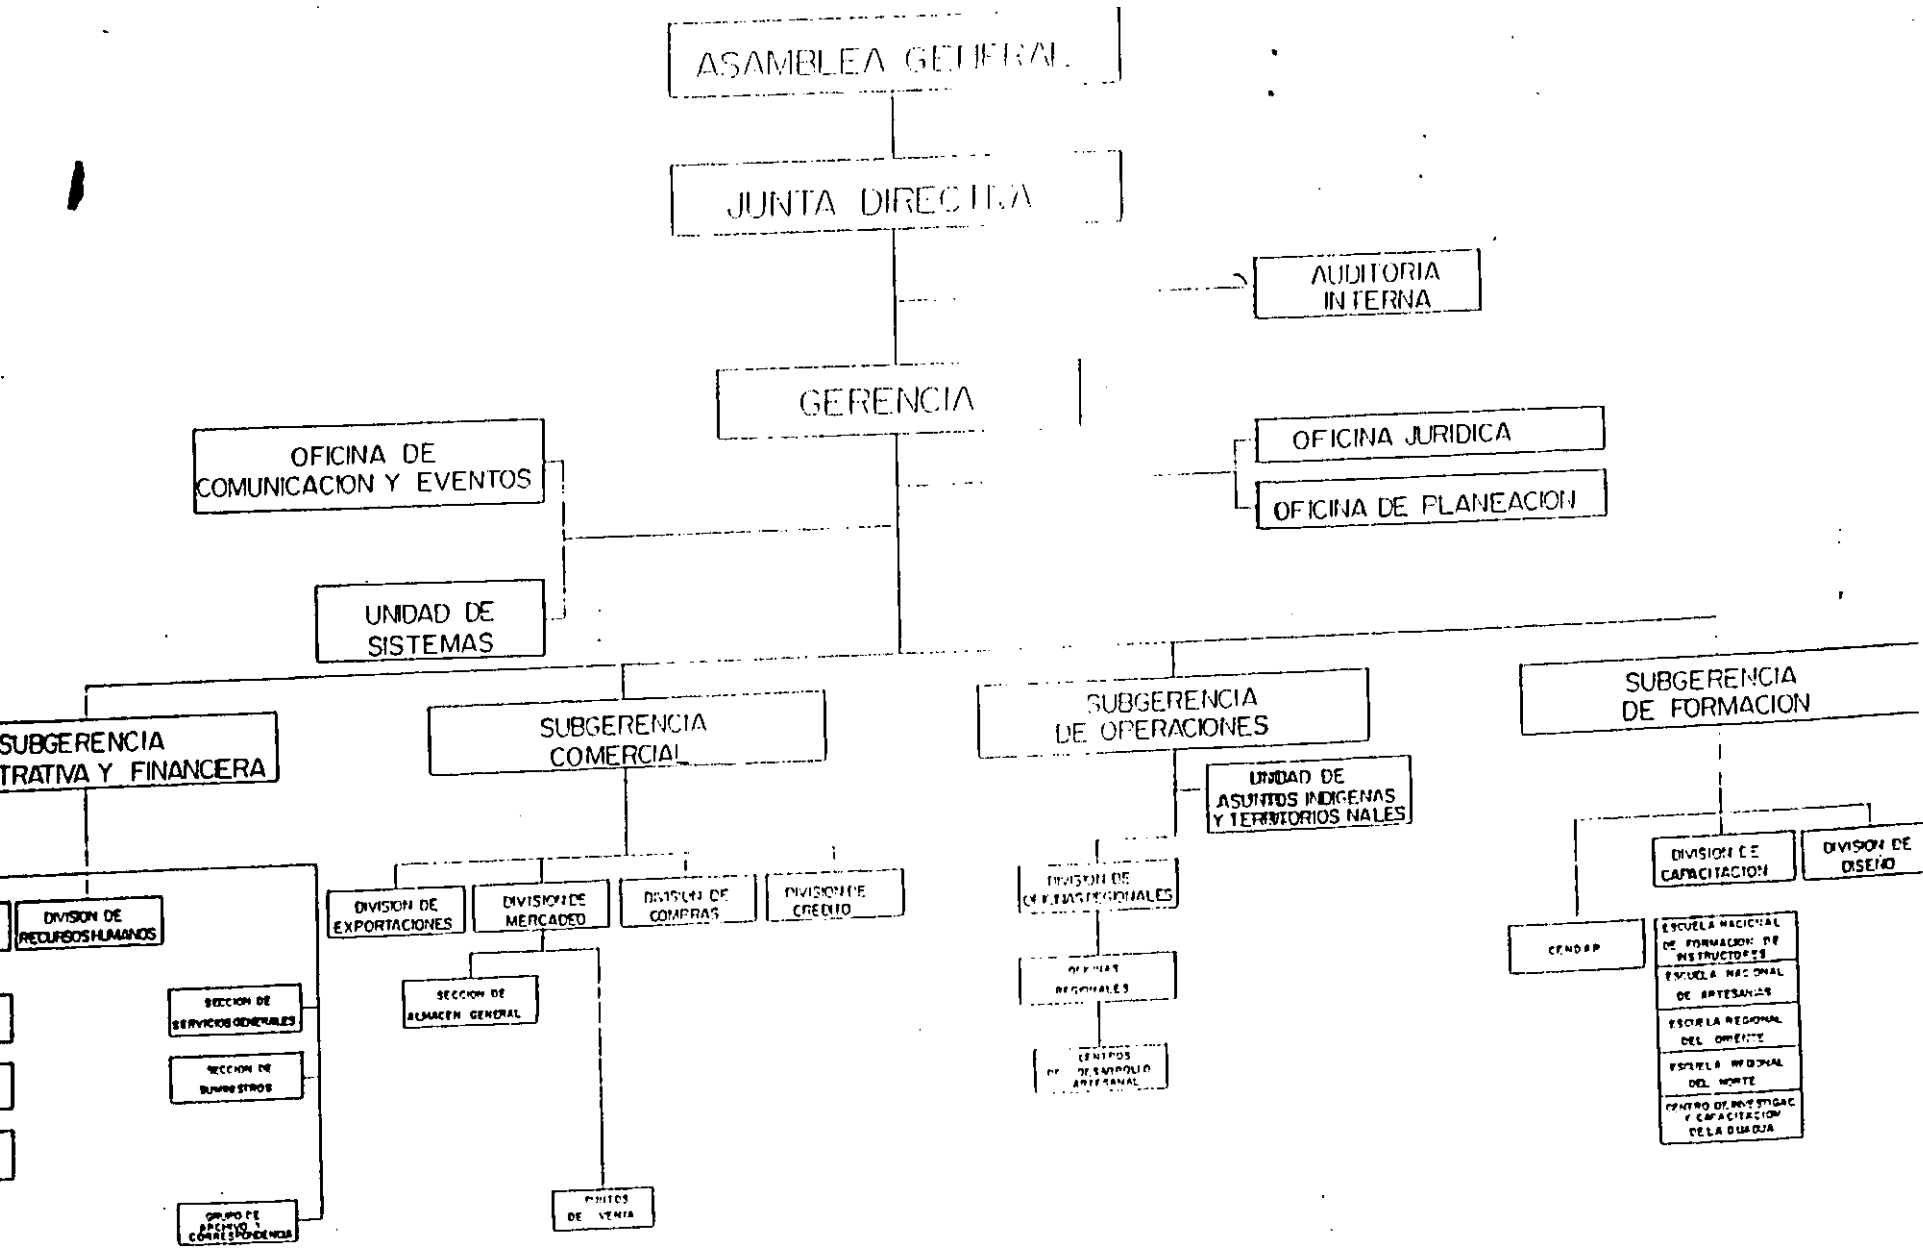 ASAMBLEA GENERAL
JUNTA DIRECTIVA
AUDITORIA
INTERNA
GERENCIA
OFICINA DE
COMUNICACION Y EVENTOS
OFICINA JURIDICA
OFICINA DE PLANEACION
UNIDAD DE
SISTEMAS
SUBGERENCIA
TRATIVA Y FINANCERA
SUBGERENCIA
COMERCIAL
SUBGERENCIA
DE OPERACIONES
SUBGERENCIA
DE FORMACION
UNIDAD DE
ASUNTOS INDIGENAS
Y TERRITORIOS NALES
DIVISION DE
RECURSOS HUMANOS
DIVISION DE
EXPORTACIONES
DIVISION DE
MERCADEO
DIVISION DE
COMPRAS
DIVISION DE
CREDITO
DIVISION DE
OFICINAS REGIONALES
DIVISION DE
CAPACITACION
DIVISION DE
DISEÑO
SECCION DE
SERVICIOS GENERALES
SECCION DE
ALMACEN GENERAL
OFICINAS
REGIONALES
CENDAR
ESCUELA NACIONAL
DE FORMACION DE
INSTRUCTORES
ESCUELA NACIONAL
DE ARTESANIAS
ESCUELA REGIONAL
DEL ORIENTE
ESCUELA REGIONAL
DEL NORTE
CENTRO DE INVESTIGAC
Y CAPACITACION
DE LA GUADUA
SECCION DE
SUMINISTROS
CENTROS
DE DESARROLLO
ARTESANAL
GRUPO DE
ARCHIVO Y
CORRESPONDENCIA
PUNTOS
DE VENTA